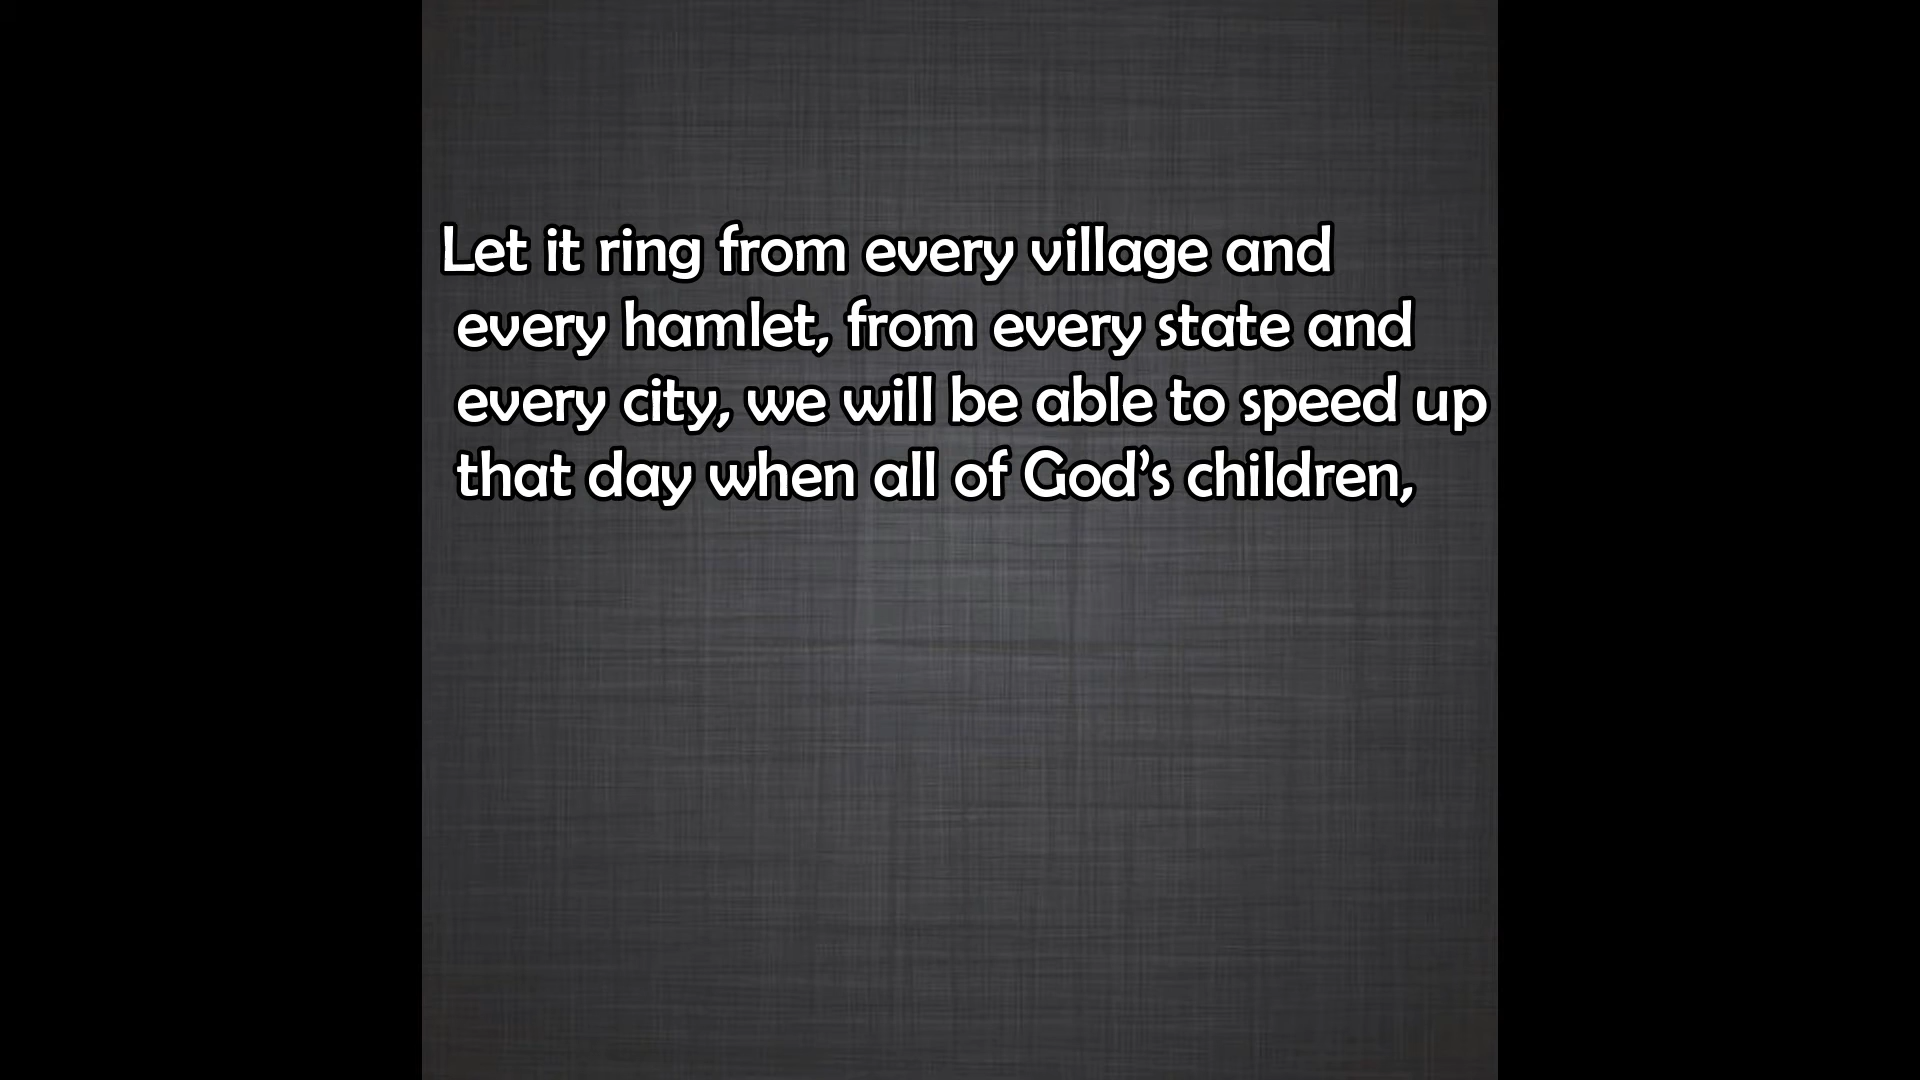 Let it ring from every village and
every hamlet, from every state and
every city, we will be able to speed up
that day when all of God’s children,